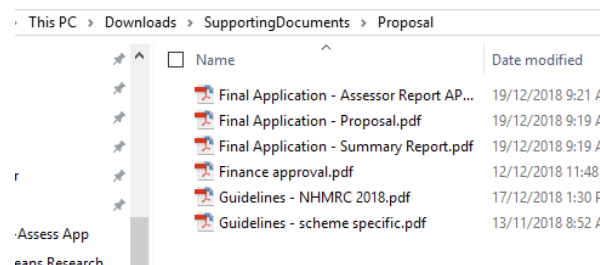 › This PC › Downloads › SupportingDocuments › Proposal
Name Date modified
Final Application - Assessor Report AP... 19/12/2018 9:21 A
Final Application - Proposal.pdf 19/12/2018 9:19 A
Final Application - Summary Report.pdf 19/12/2018 9:19 A
Finance approval.pdf 12/12/2018 11:48
r
Guidelines - NHMRC 2018.pdf 17/12/2018 1:30 P
Guidelines - scheme specific.pdf 13/11/2018 8:52 A
-Assess App
eans Research